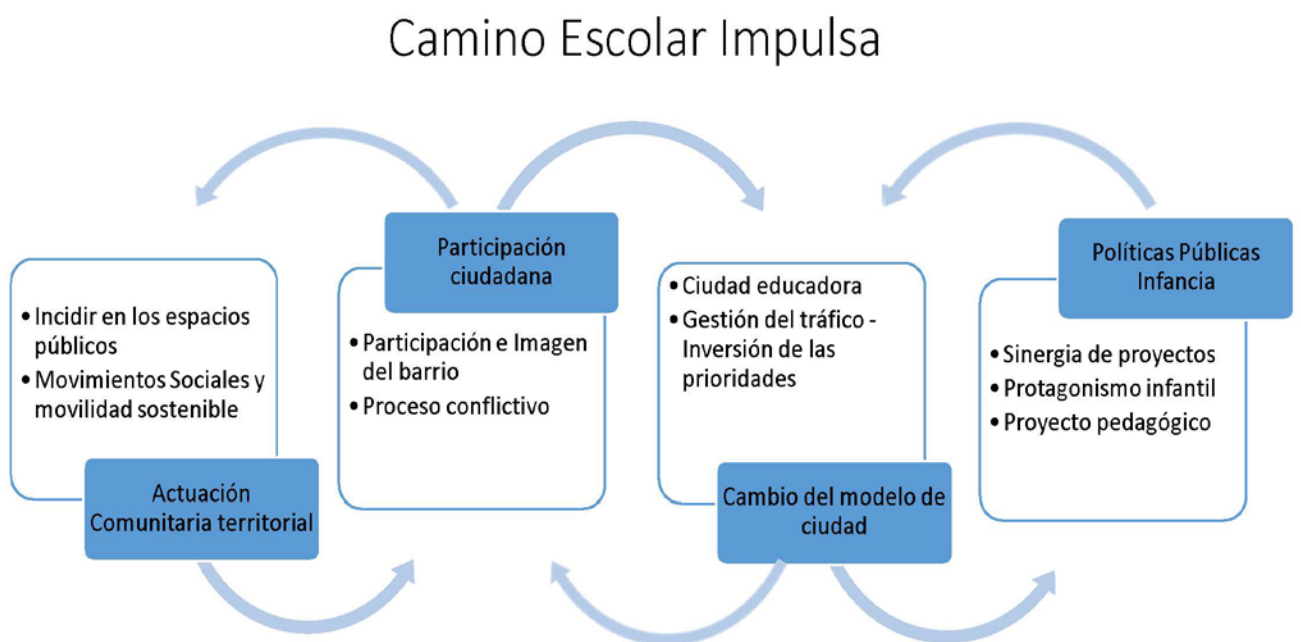 Camino Escolar Impulsa
• Incidir en los espacios
públicos
• Movimientos Sociales y
movilidad sostenible
Actuación
Comunitaria territorial
Participación
ciudadana
• Participación e Imagen
del barrio
• Proceso conflictivo
• Ciudad educadora
• Gestión del tráfico -
Inversión de las
prioridades
Cambio del modelo de
ciudad
Políticas Públicas
Infancia
• Sinergia de proyectos
• Protagonismo infantil
• Proyecto pedagógico